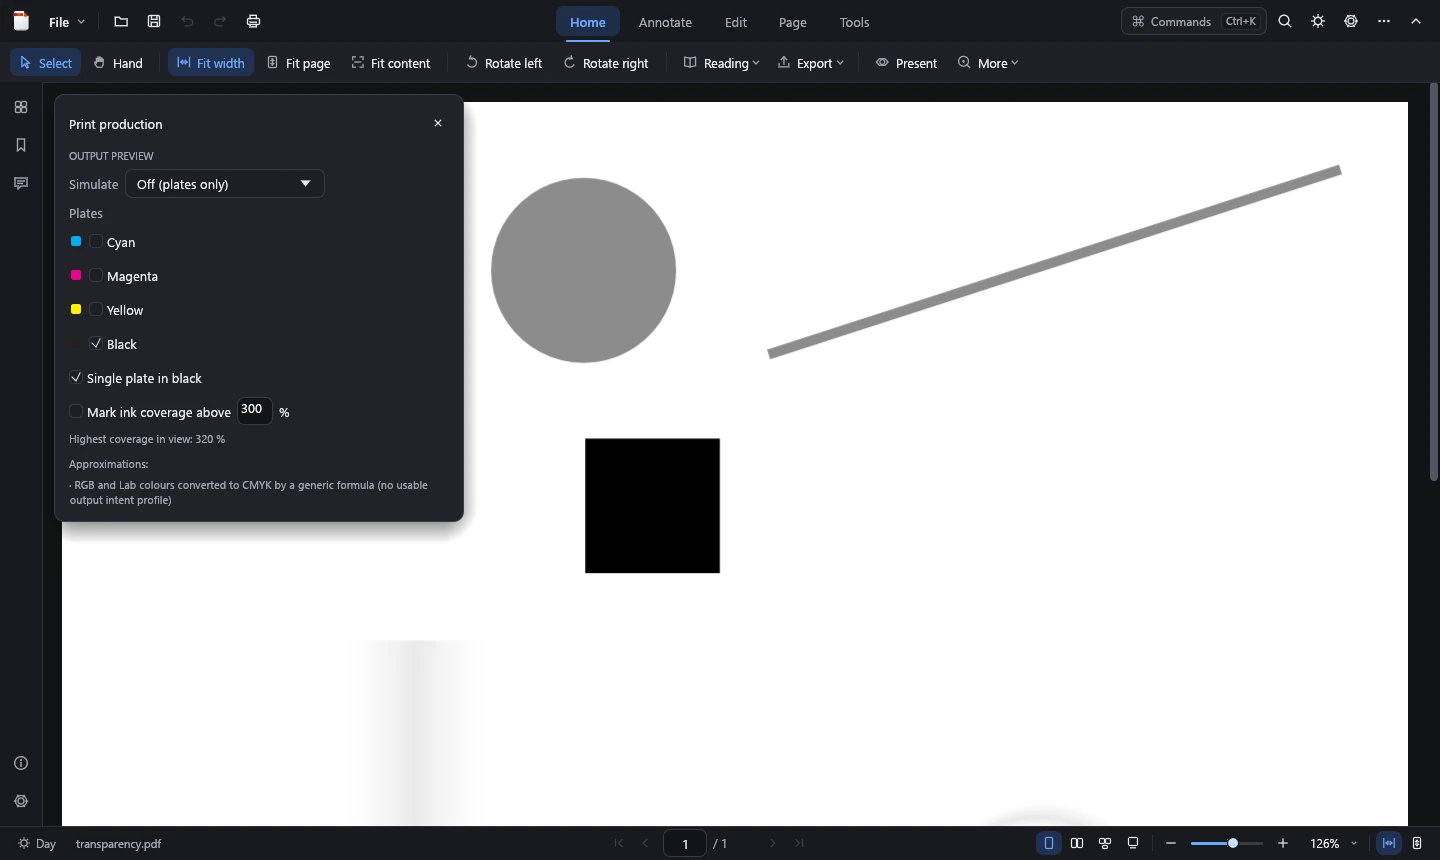 File
Home
Annotate
Edit
Page
Tools
Commands Ctrl+K
Select
Hand
Fit width
Fit page
Fit content
Rotate left
Rotate right
Reading
Export
Present
More
Print production
OUTPUT PREVIEW
Simulate Off (plates only)
Plates
Cyan
Magenta
Yellow
Black
Single plate in black
Mark ink coverage above 300 %
Highest coverage in view: 320 %
Approximations:
· RGB and Lab colours converted to CMYK by a generic formula (no usable
output intent profile)
Day
transparency.pdf
1 / 1
126%